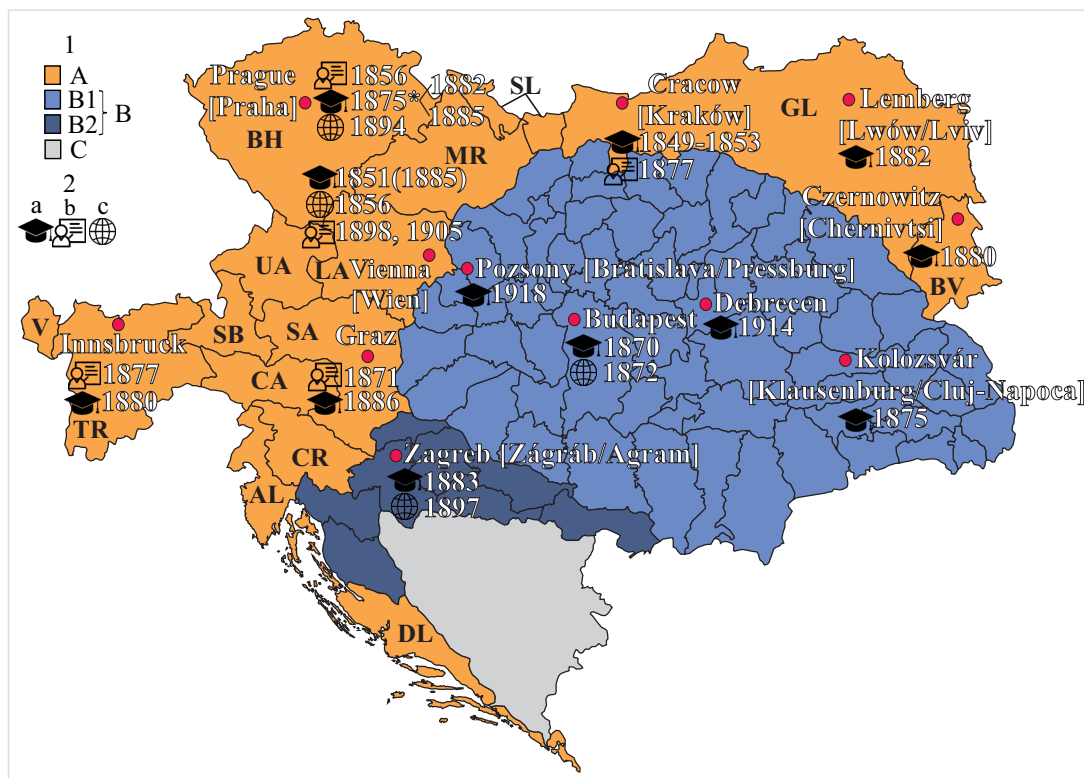 1
A
B1
B2
B
C
2
a b c
Prague
[Praha]
BH
1856
1875*
1894
1882
1885
SL
MR
Cracow
[Kraków]
1849-1853
1877
GL
Lemberg
[Lwów/Lviv]
1882
Czernowitz
[Chernivtsi]
1880
BV
1851(1885)
1856
1898, 1905
UA
LA
Vienna
[Wien]
Pozsony [Bratislava/Pressburg]
1918
Budapest
1870
1872
Debrecen
1914
Kolozsvár
[Klausenburg/Cluj-Napoca]
1875
V
Innsbruck
1877
1880
TR
SB
SA
Graz
1871
1886
CA
CR
AL
Zagreb [Zágráb/Agram]
1883
1897
DL